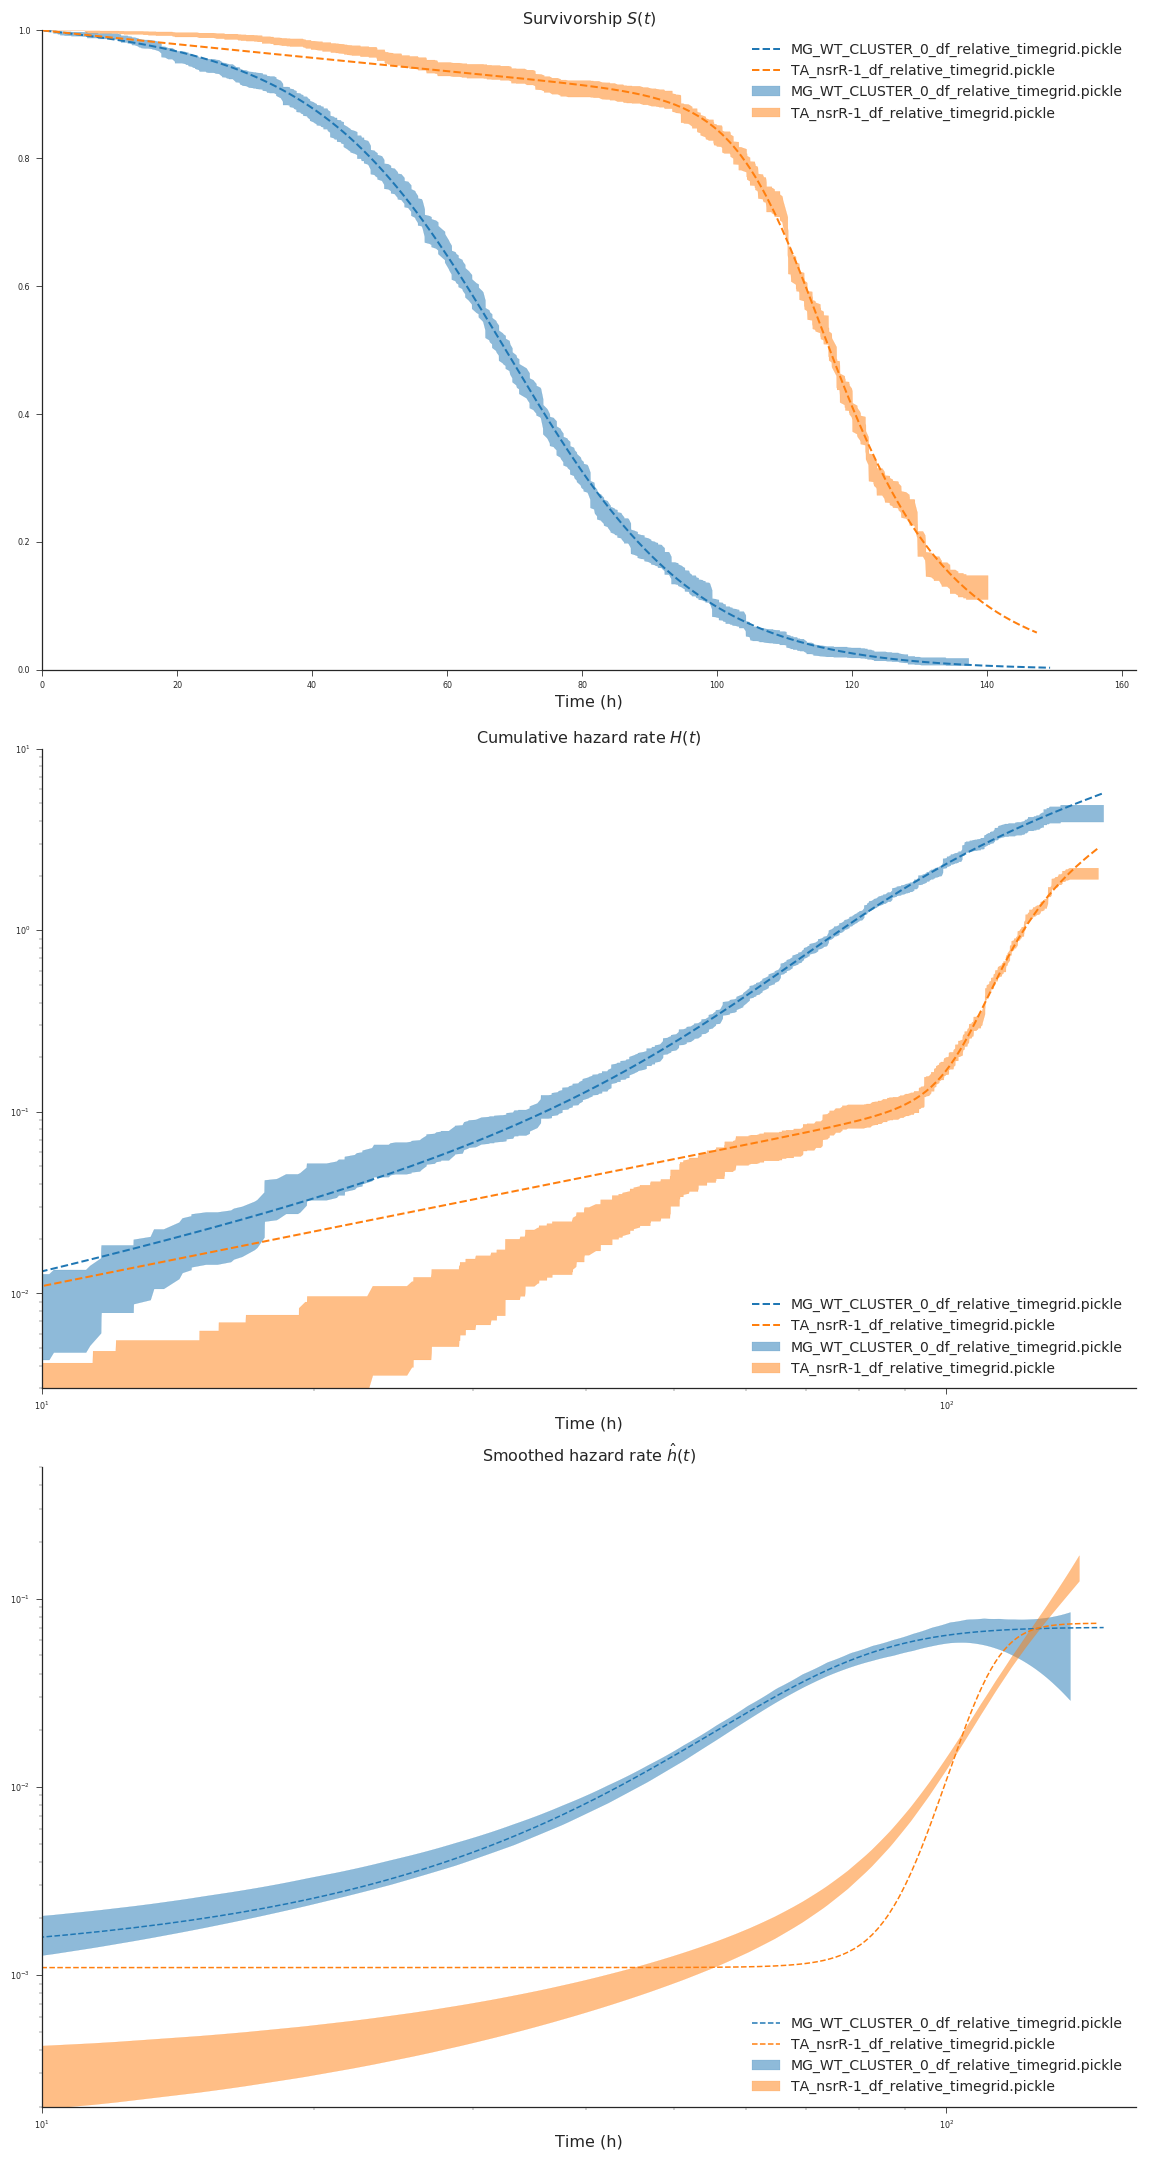 Survivorship S(t)
1.0
0.8
0.6
0.4
0.2
0.0
MG_WT_CLUSTER_0_df_relative_timegrid.pickle
TA_nsrR-1_df_relative_timegrid.pickle
MG_WT_CLUSTER_0_df_relative_timegrid.pickle
TA_nsrR-1_df_relative_timegrid.pickle
0 20 40 60 80 100 120 140 160
Time (h)
Cumulative hazard rate H(t)
10¹
10⁰
10⁻¹
10⁻²
MG_WT_CLUSTER_0_df_relative_timegrid.pickle
TA_nsrR-1_df_relative_timegrid.pickle
MG_WT_CLUSTER_0_df_relative_timegrid.pickle
TA_nsrR-1_df_relative_timegrid.pickle
10¹ 10²
Time (h)
Smoothed hazard rate ĥ(t)
10⁻¹
10⁻²
10⁻³
MG_WT_CLUSTER_0_df_relative_timegrid.pickle
TA_nsrR-1_df_relative_timegrid.pickle
MG_WT_CLUSTER_0_df_relative_timegrid.pickle
TA_nsrR-1_df_relative_timegrid.pickle
10¹ 10²
Time (h)